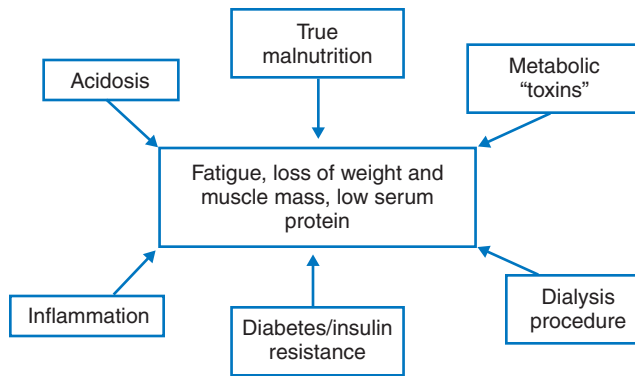 True
malnutrition
Acidosis
Metabolic
“toxins”
Fatigue, loss of weight and
muscle mass, low serum
protein
Inflammation
Diabetes/insulin
resistance
Dialysis
procedure